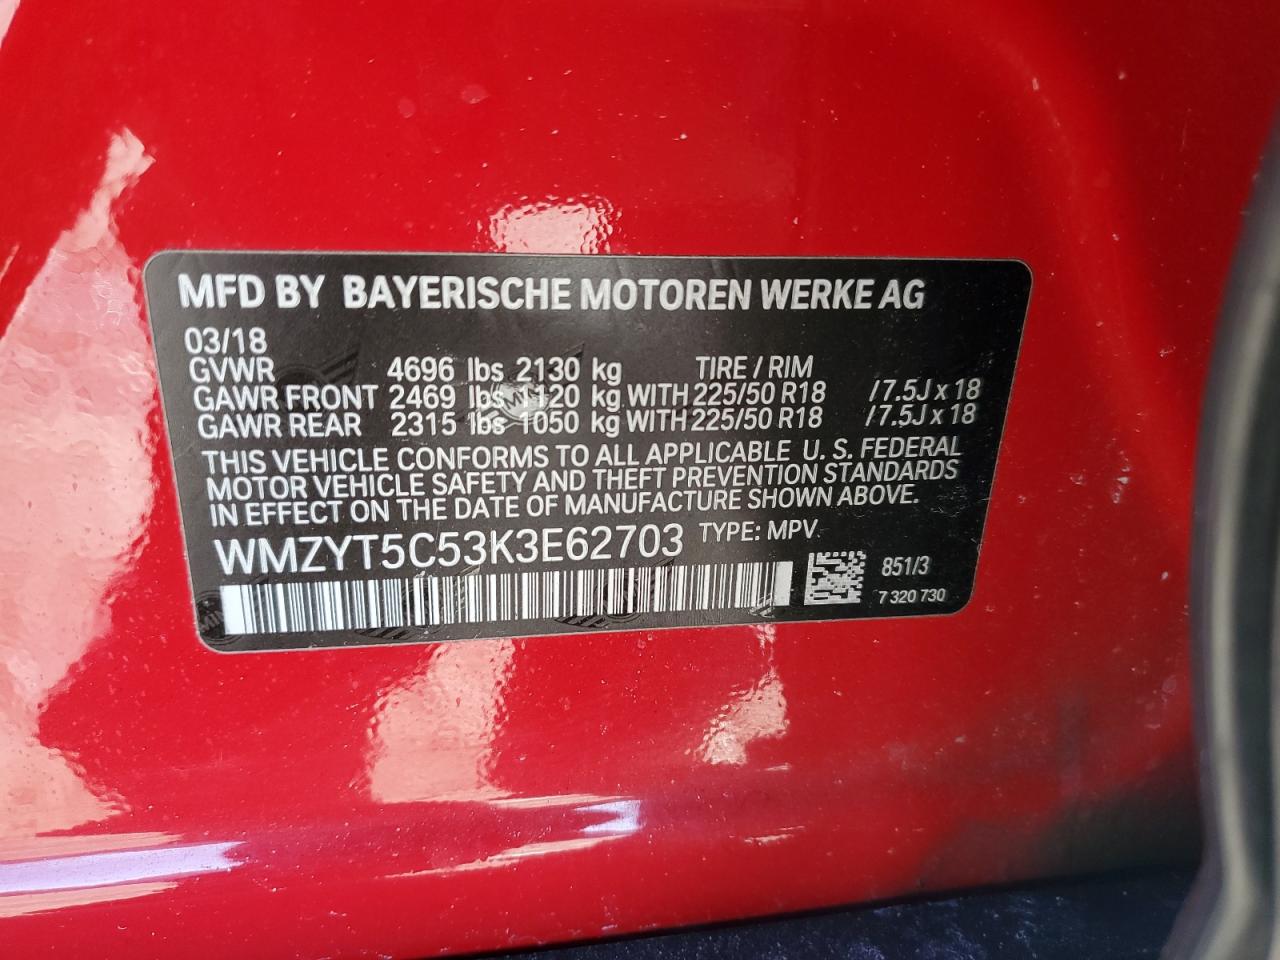 MFD BY BAYERISCHE MOTOREN WERKE AG
03/18
GVWR 4696 lbs 2130 kg TIRE / RIM
GAWR FRONT 2469 lbs 1120 kg WITH 225/50 R18 /7.5J x 18
GAWR REAR 2315 lbs 1050 kg WITH 225/50 R18 /7.5J x 18
THIS VEHICLE CONFORMS TO ALL APPLICABLE U. S. FEDERAL
MOTOR VEHICLE SAFETY AND THEFT PREVENTION STANDARDS
IN EFFECT ON THE DATE OF MANUFACTURE SHOWN ABOVE.
WMZYT5C53K3E62703 TYPE: MPV
851/3
7 320 730